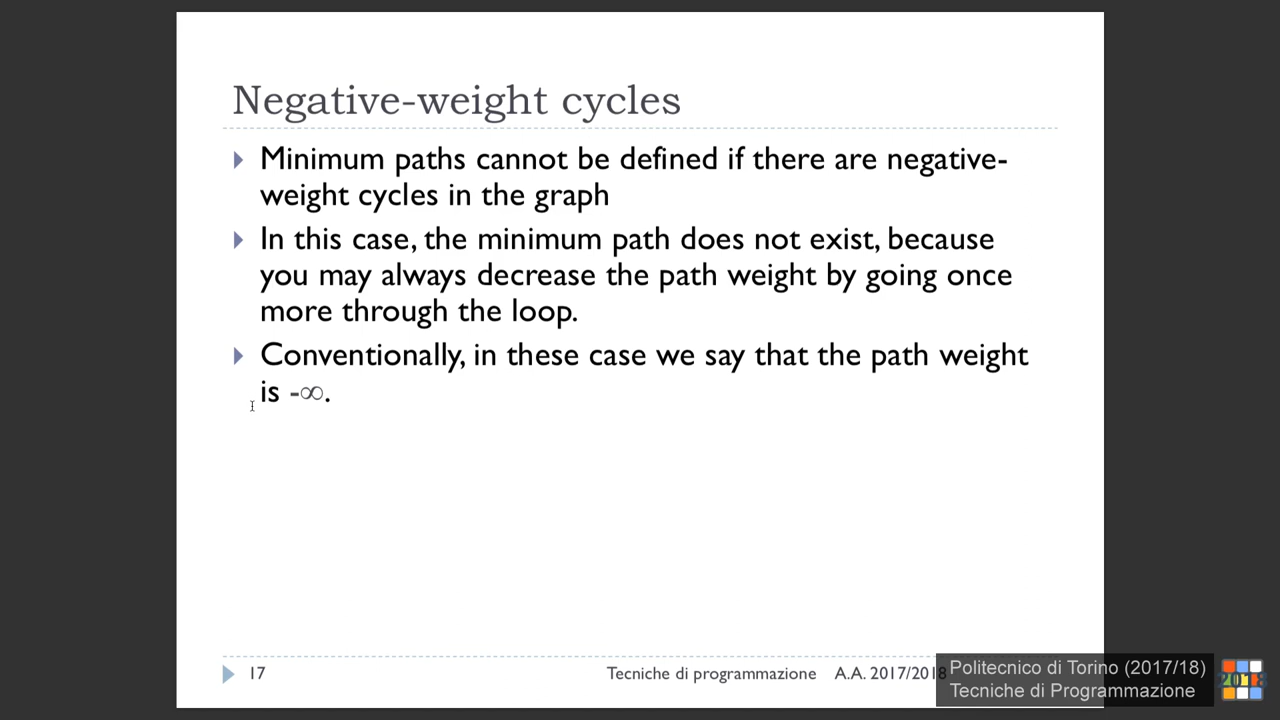 Negative-weight cycles
Minimum paths cannot be defined if there are negative-
weight cycles in the graph
In this case, the minimum path does not exist, because
you may always decrease the path weight by going once
more through the loop.
Conventionally, in these case we say that the path weight
is -∞.
17
Tecniche di programmazione A.A. 2017/2018
Politecnico di Torino (2017/18)
Tecniche di Programmazione
2018